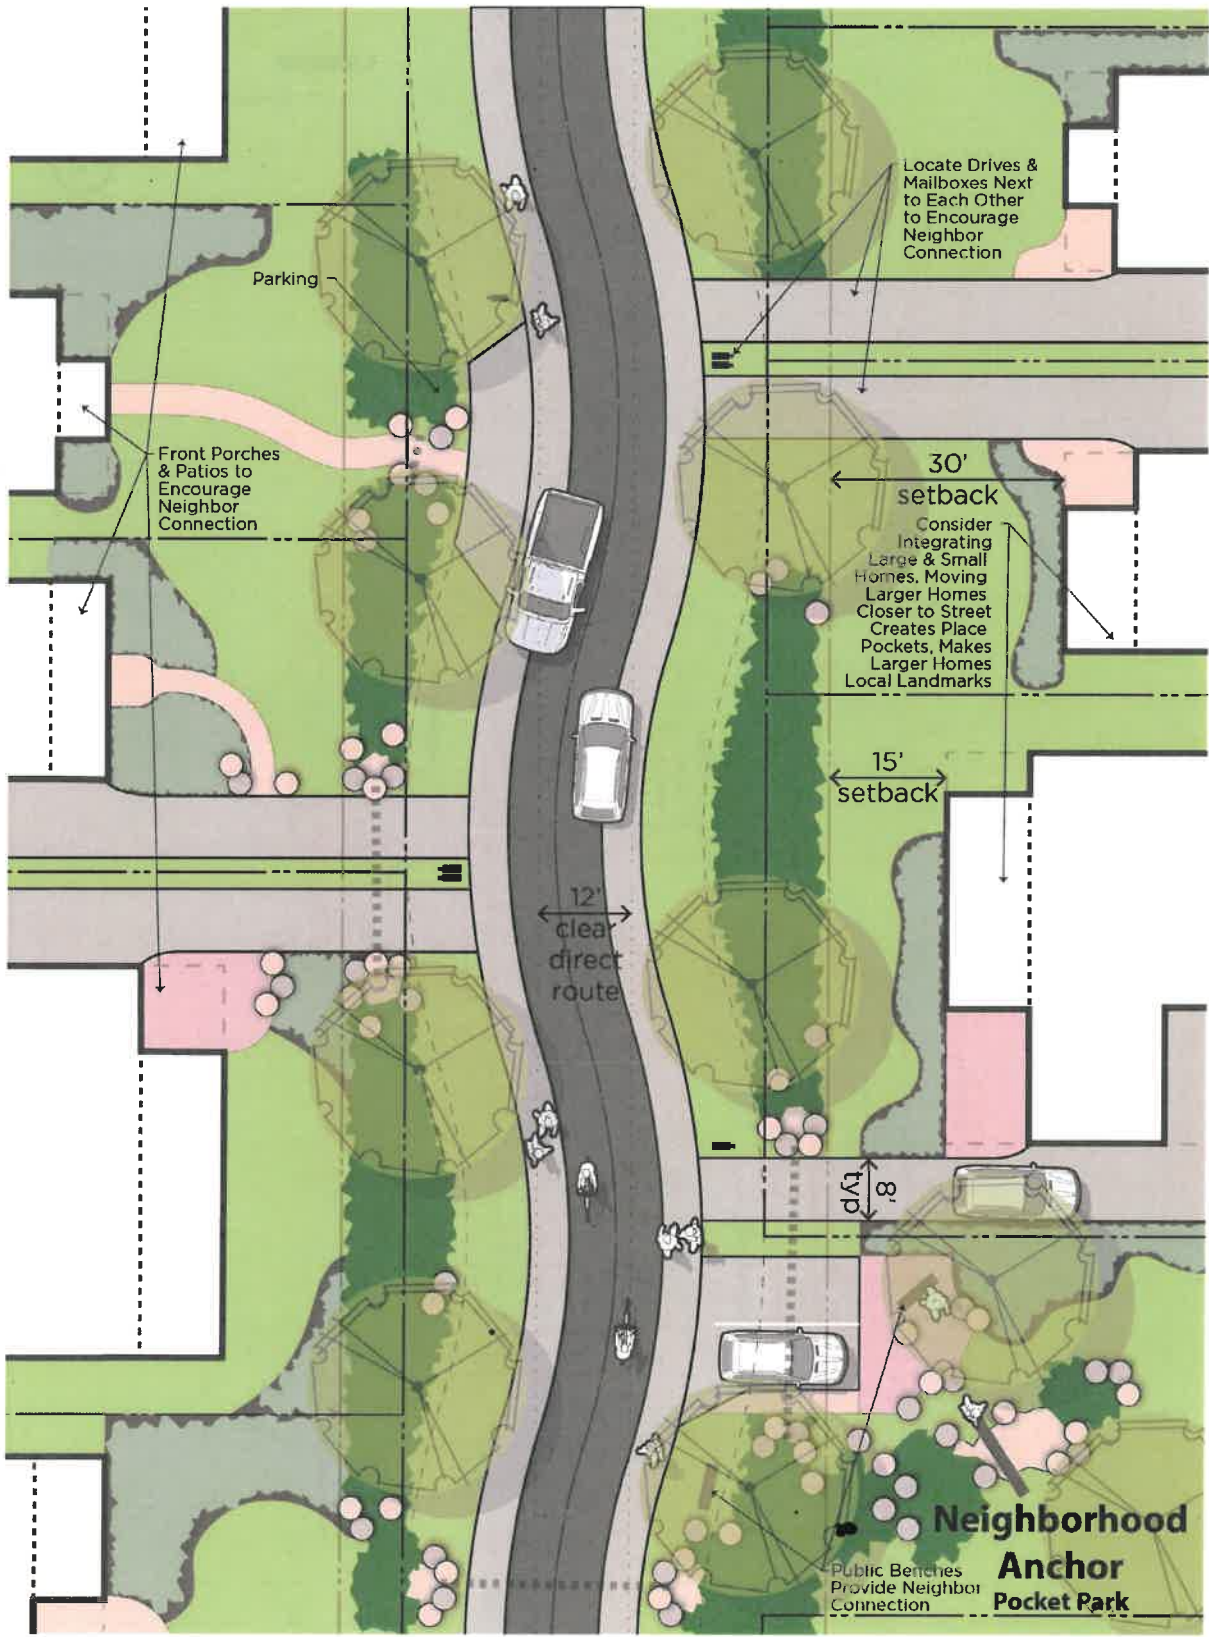 Locate Drives &
Mailboxes Next
to Each Other
to Encourage
Neighbor
Connection
Parking
Front Porches
& Patios to
Encourage
Neighbor
Connection
30'
setback
Consider
Integrating
Large & Small
Homes. Moving
Larger Homes
Closer to Street
Creates Place
Pockets, Makes
Larger Homes
Local Landmarks
15'
setback
12'
clear
direct
route
8'
typ
Neighborhood
Anchor
Pocket Park
Public Benches
Provide Neighbor
Connection